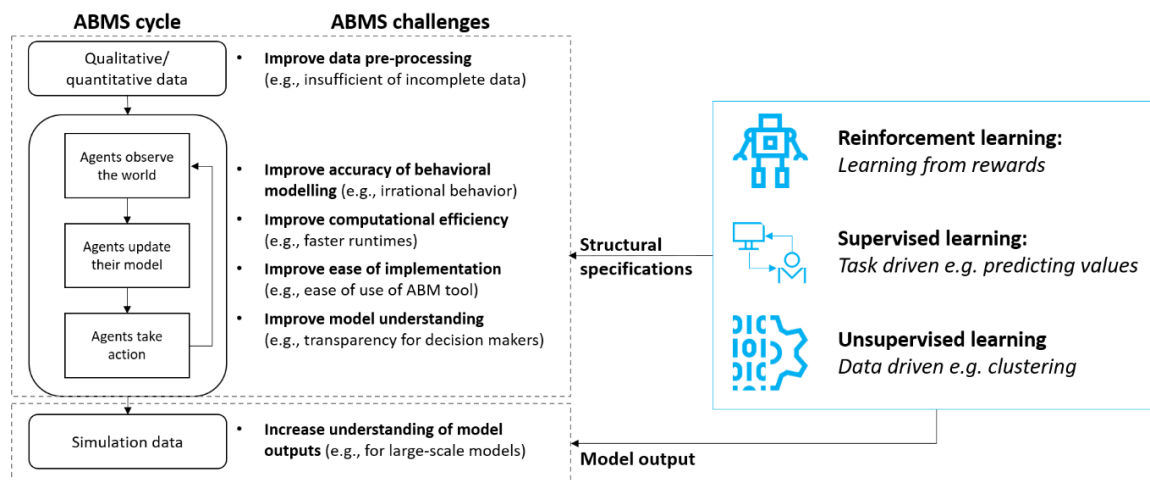 ABMS cycle
ABMS challenges
Qualitative/
quantitative data
• Improve data pre-processing
(e.g., insufficient of incomplete data)
Agents observe
the world
Agents update
their model
Agents take
action
• Improve accuracy of behavioral
modelling (e.g., irrational behavior)
• Improve computational efficiency
(e.g., faster runtimes)
• Improve ease of implementation
(e.g., ease of use of ABM tool)
• Improve model understanding
(e.g., transparency for decision makers)
Simulation data
• Increase understanding of model
outputs (e.g., for large-scale models)
Structural
specifications
Model output
Reinforcement learning:
Learning from rewards
Supervised learning:
Task driven e.g. predicting values
Unsupervised learning
Data driven e.g. clustering